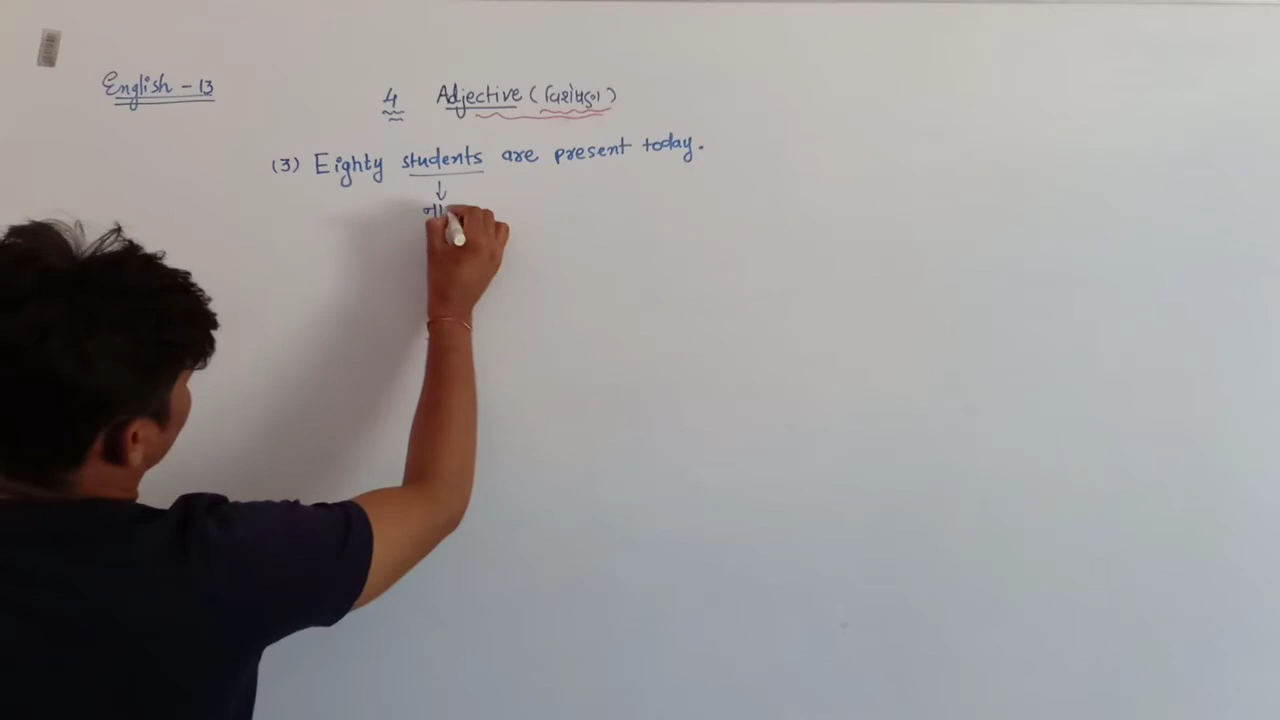 English - 13
4 Adjective (વિશેષણ)
(3) Eighty students are present today.
↓
ના